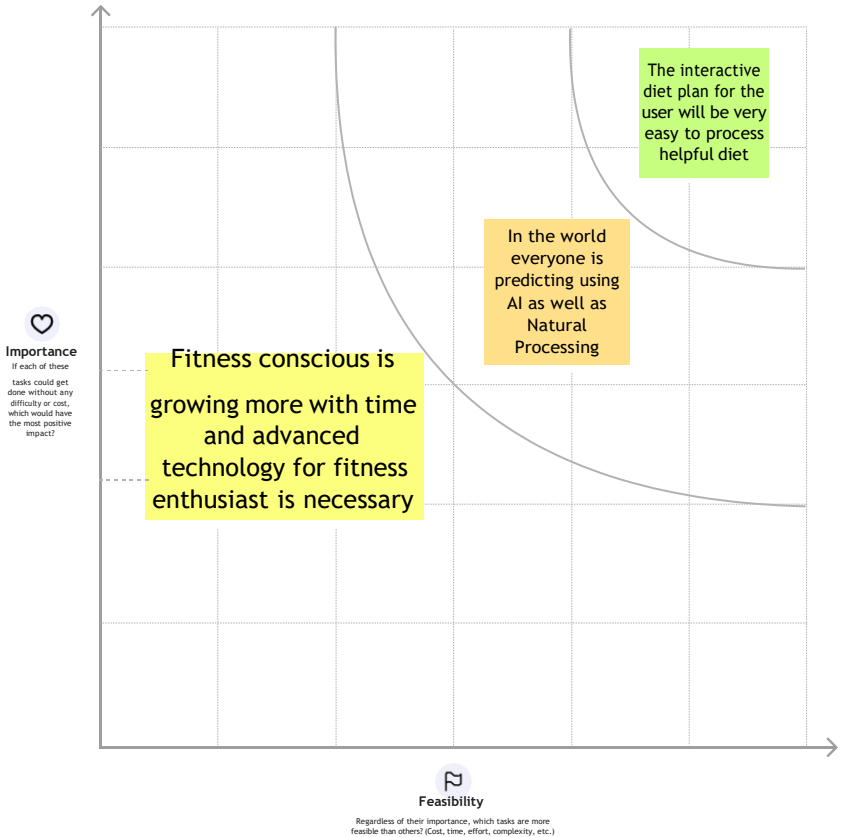 The interactive
diet plan for the
user will be very
easy to process
helpful diet
In the world
everyone is
predicting using
AI as well as
Natural
Processing
Importance
If each of these
tasks could get
done without any
difficulty or cost,
which would have
the most positive
impact?
Fitness conscious is
growing more with time
and advanced
technology for fitness
enthusiast is necessary
Feasibility
Regardless of their importance, which tasks are more
feasible than others? (Cost, time, effort, complexity, etc.)